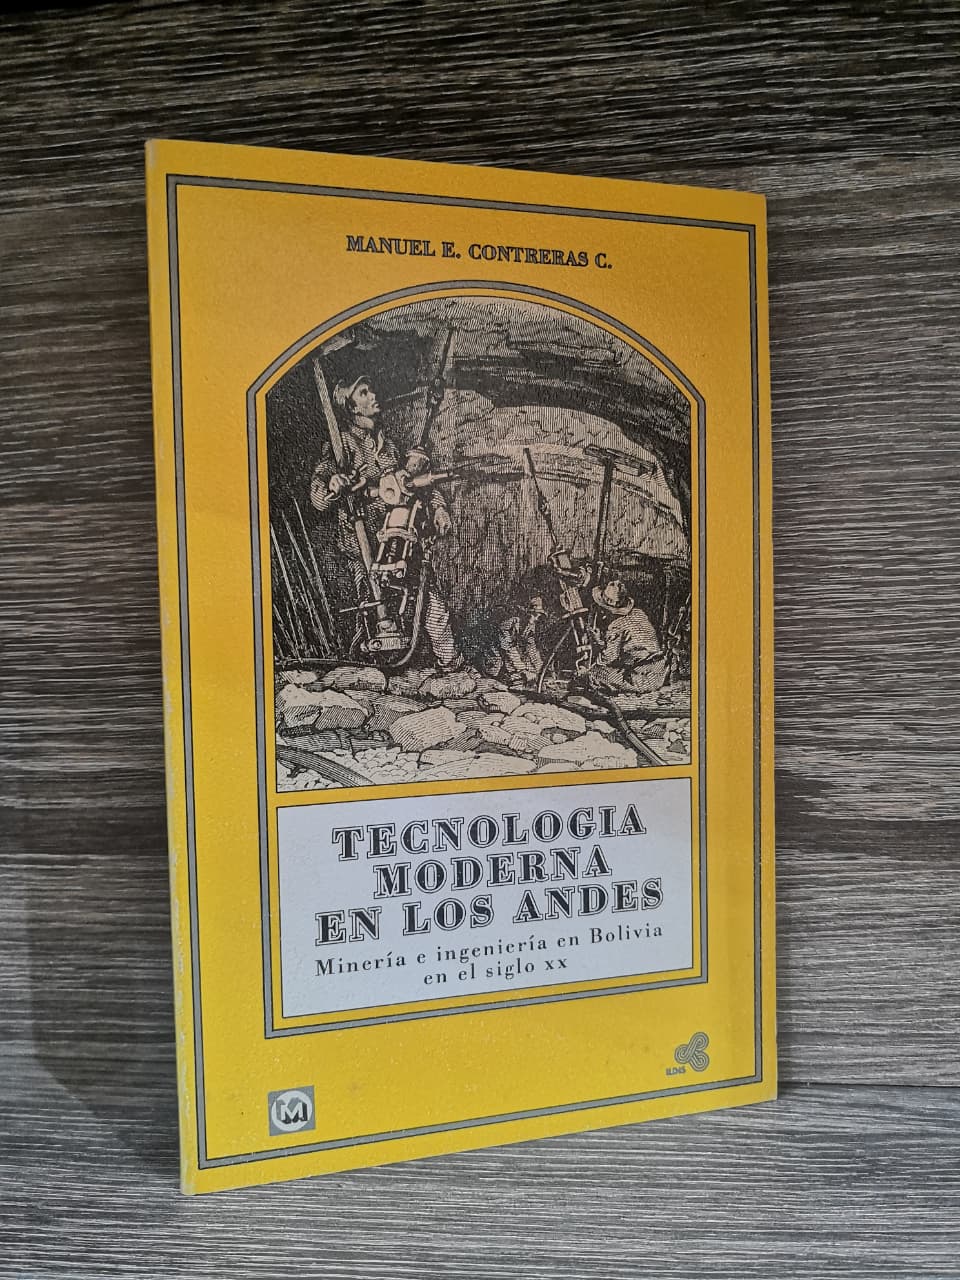 MANUEL E. CONTRERAS C.
TECNOLOGIA
MODERNA
EN LOS ANDES
Minería e ingeniería en Bolivia
en el siglo xx
ILDIS
M